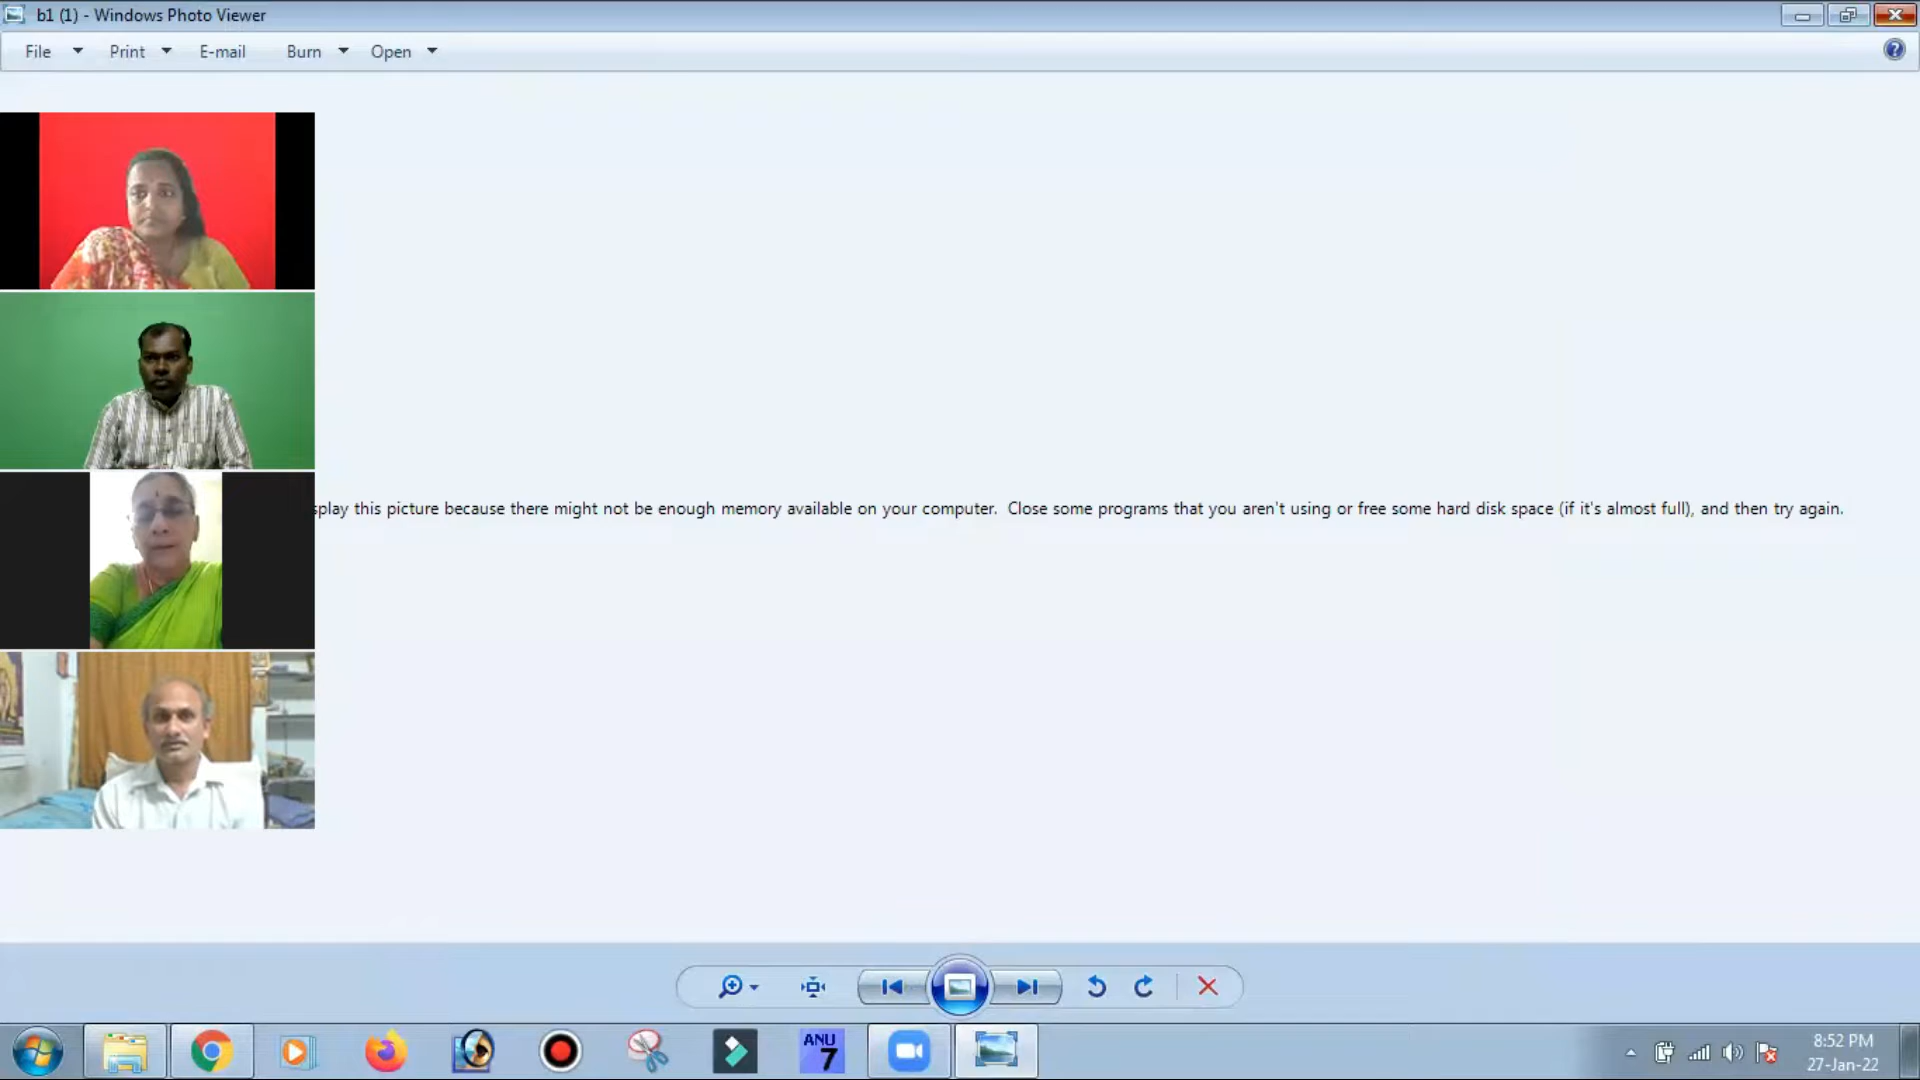 b1 (1) - Windows Photo Viewer
File Print E-mail Burn Open
this picture because there might not be enough memory available on your computer. Close some programs that you aren't using or free some hard disk space (if it's almost full), and then try again.
ANU
7
8:52 PM
27-Jan-22